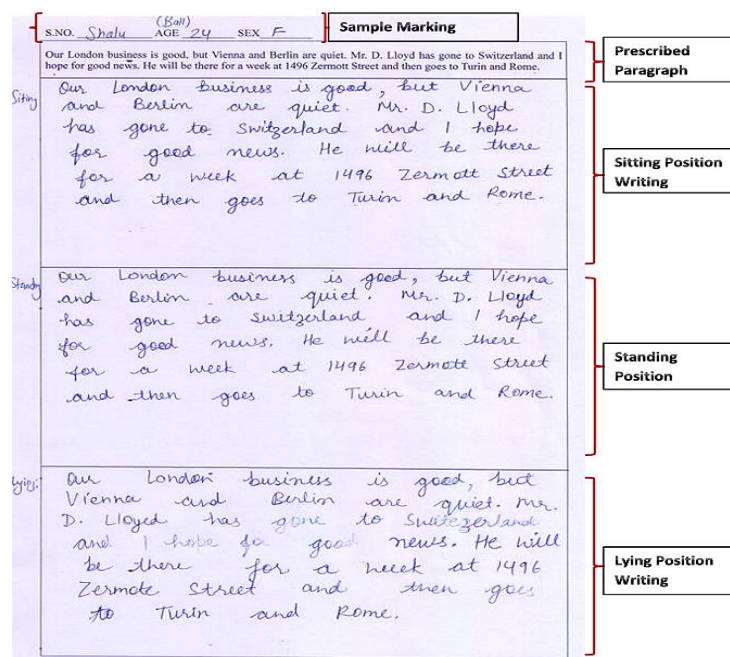 (Ball)
S.NO. Shalu AGE 24 SEX F
Sample Marking
Our London business is good, but Vienna and Berlin are quiet. Mr. D. Lloyd has gone to Switzerland and I
hope for good news. He will be there for a week at 1496 Zermott Street and then goes to Turin and Rome.
Prescribed
Paragraph
Siting
Our London business is good, but Vienna
and Berlin are quiet. Mr. D. Lloyd
has gone to Switzerland and I hope
for good news. He will be there
for a week at 1496 Zermott Street
and then goes to Turin and Rome.
Sitting Position
Writing
Standing
Our London business is good, but Vienna
and Berlin are quiet. Mr. D. Lloyd
has gone to Switzerland and I hope
for good news. He will be there
for a week at 1496 Zermott Street
and then goes to Turin and Rome.
Standing
Position
Lying:
Our London business is good, but
Vienna and Berlin are quiet. Mr.
D. Lloyed has gone to Switezerland
and I hope for good news. He will
be there for a week at 1496
Zermote Street and then goes
to Turin and Rome.
Lying Position
Writing